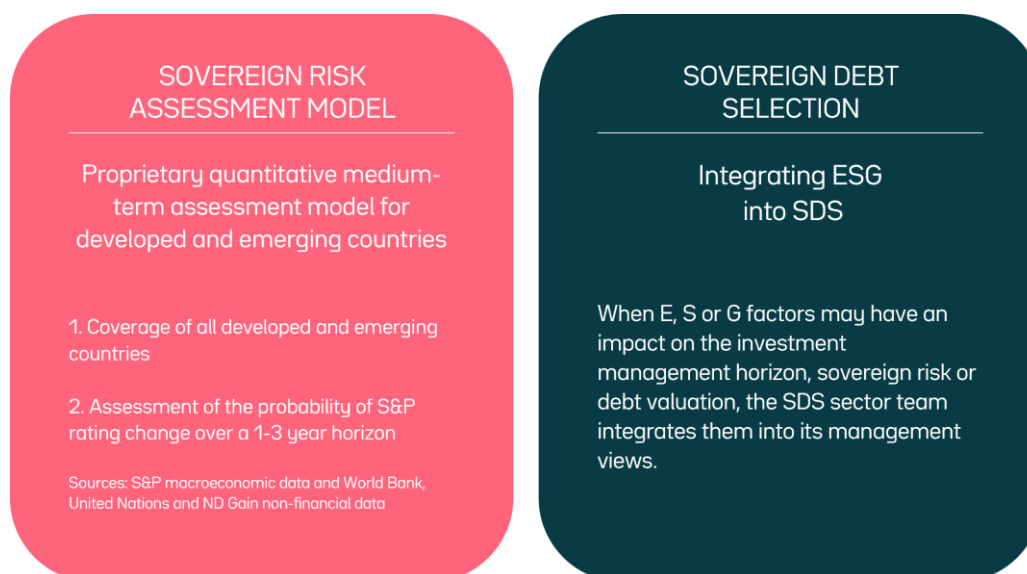 SOVEREIGN RISK
ASSESSMENT MODEL
Proprietary quantitative medium-
term assessment model for
developed and emerging countries
1. Coverage of all developed and emerging
countries
2. Assessment of the probability of S&P
rating change over a 1-3 year horizon
Sources: S&P macroeconomic data and World Bank,
United Nations and ND Gain non-financial data
SOVEREIGN DEBT
SELECTION
Integrating ESG
into SDS
When E, S or G factors may have an
impact on the investment
management horizon, sovereign risk or
debt valuation, the SDS sector team
integrates them into its management
views.